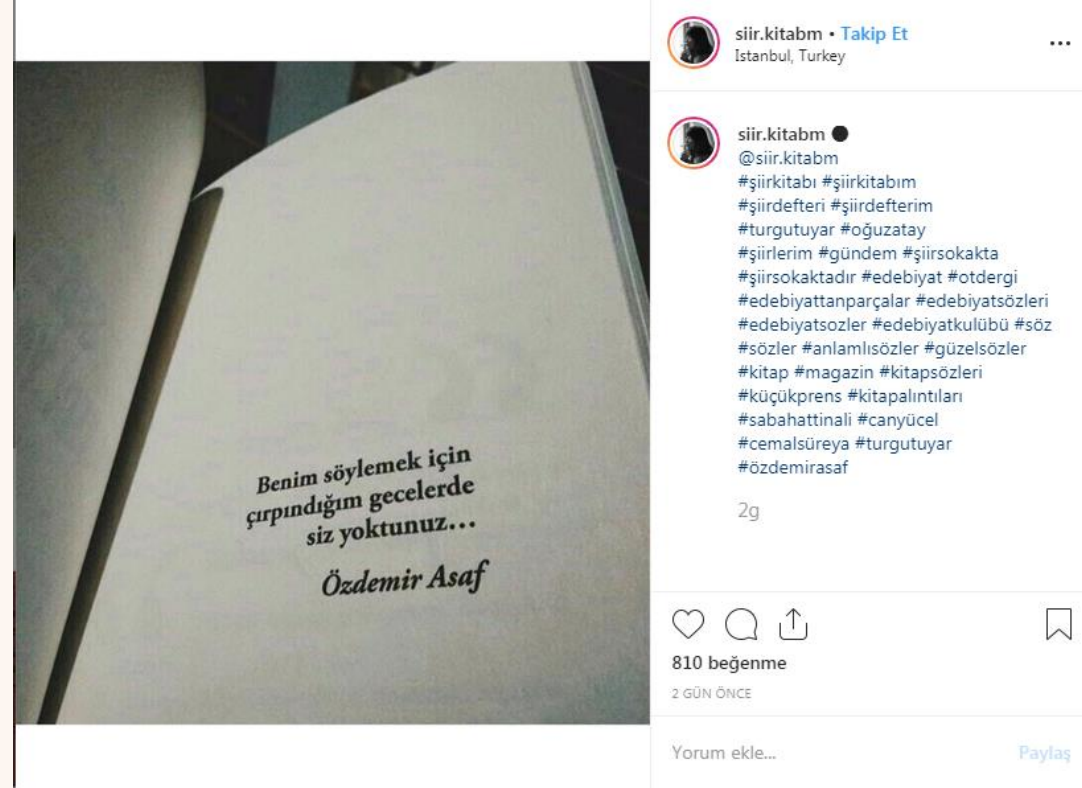 Benim söylemek için
çırpındığım gecelerde
siz yoktunuz...
Özdemir Asaf
siir.kitabm • Takip Et
Istanbul, Turkey
siir.kitabm
@siir.kitabm
#şiirkitabı #şiirkitabım
#şiirdefteri #şiirdefterim
#turgutuyar #oğuzatay
#şiirlerim #gündem #şiirsokakta
#şiirsokaktadır #edebiyat #otdergi
#edebiyattanparçalar #edebiyatsözleri
#edebiyatsozler #edebiyatkulübü #söz
#sözler #anlamlısözler #güzelsözler
#kitap #magazin #kitapsözleri
#küçükprens #kitapalıntıları
#sabahattinali #canyücel
#cemalsüreya #turgutuyar
#özdemirasaf
2g
810 beğenme
2 GÜN ÖNCE
Yorum ekle... Paylaş